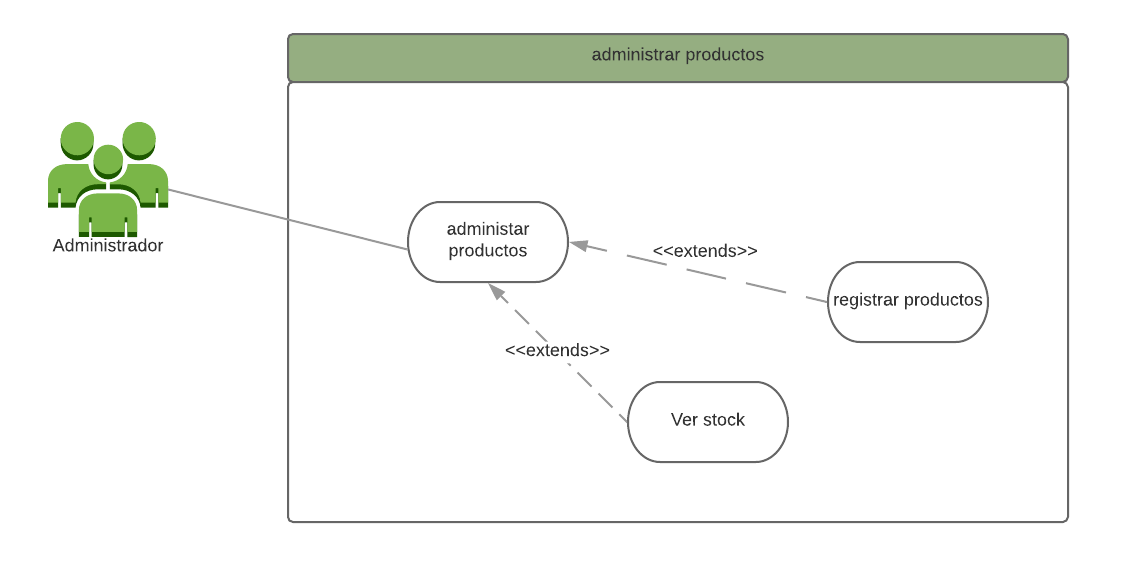 administrar productos
Administrador
administar
productos
<<extends>>
registrar productos
<<extends>>
Ver stock